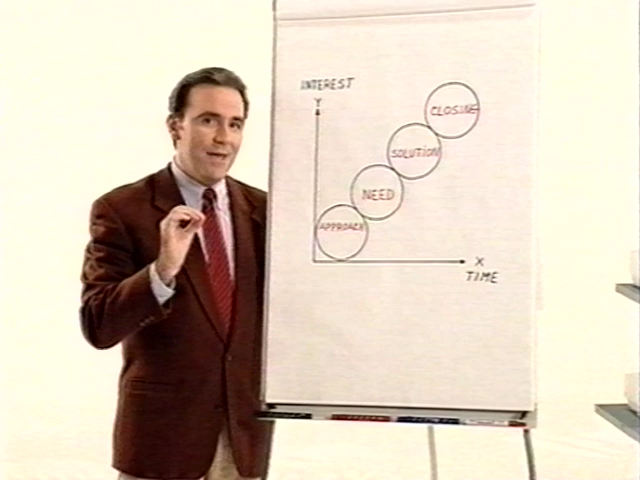 INTEREST
Y
CLOSING
SOLUTION
NEED
APPROACH
X
TIME